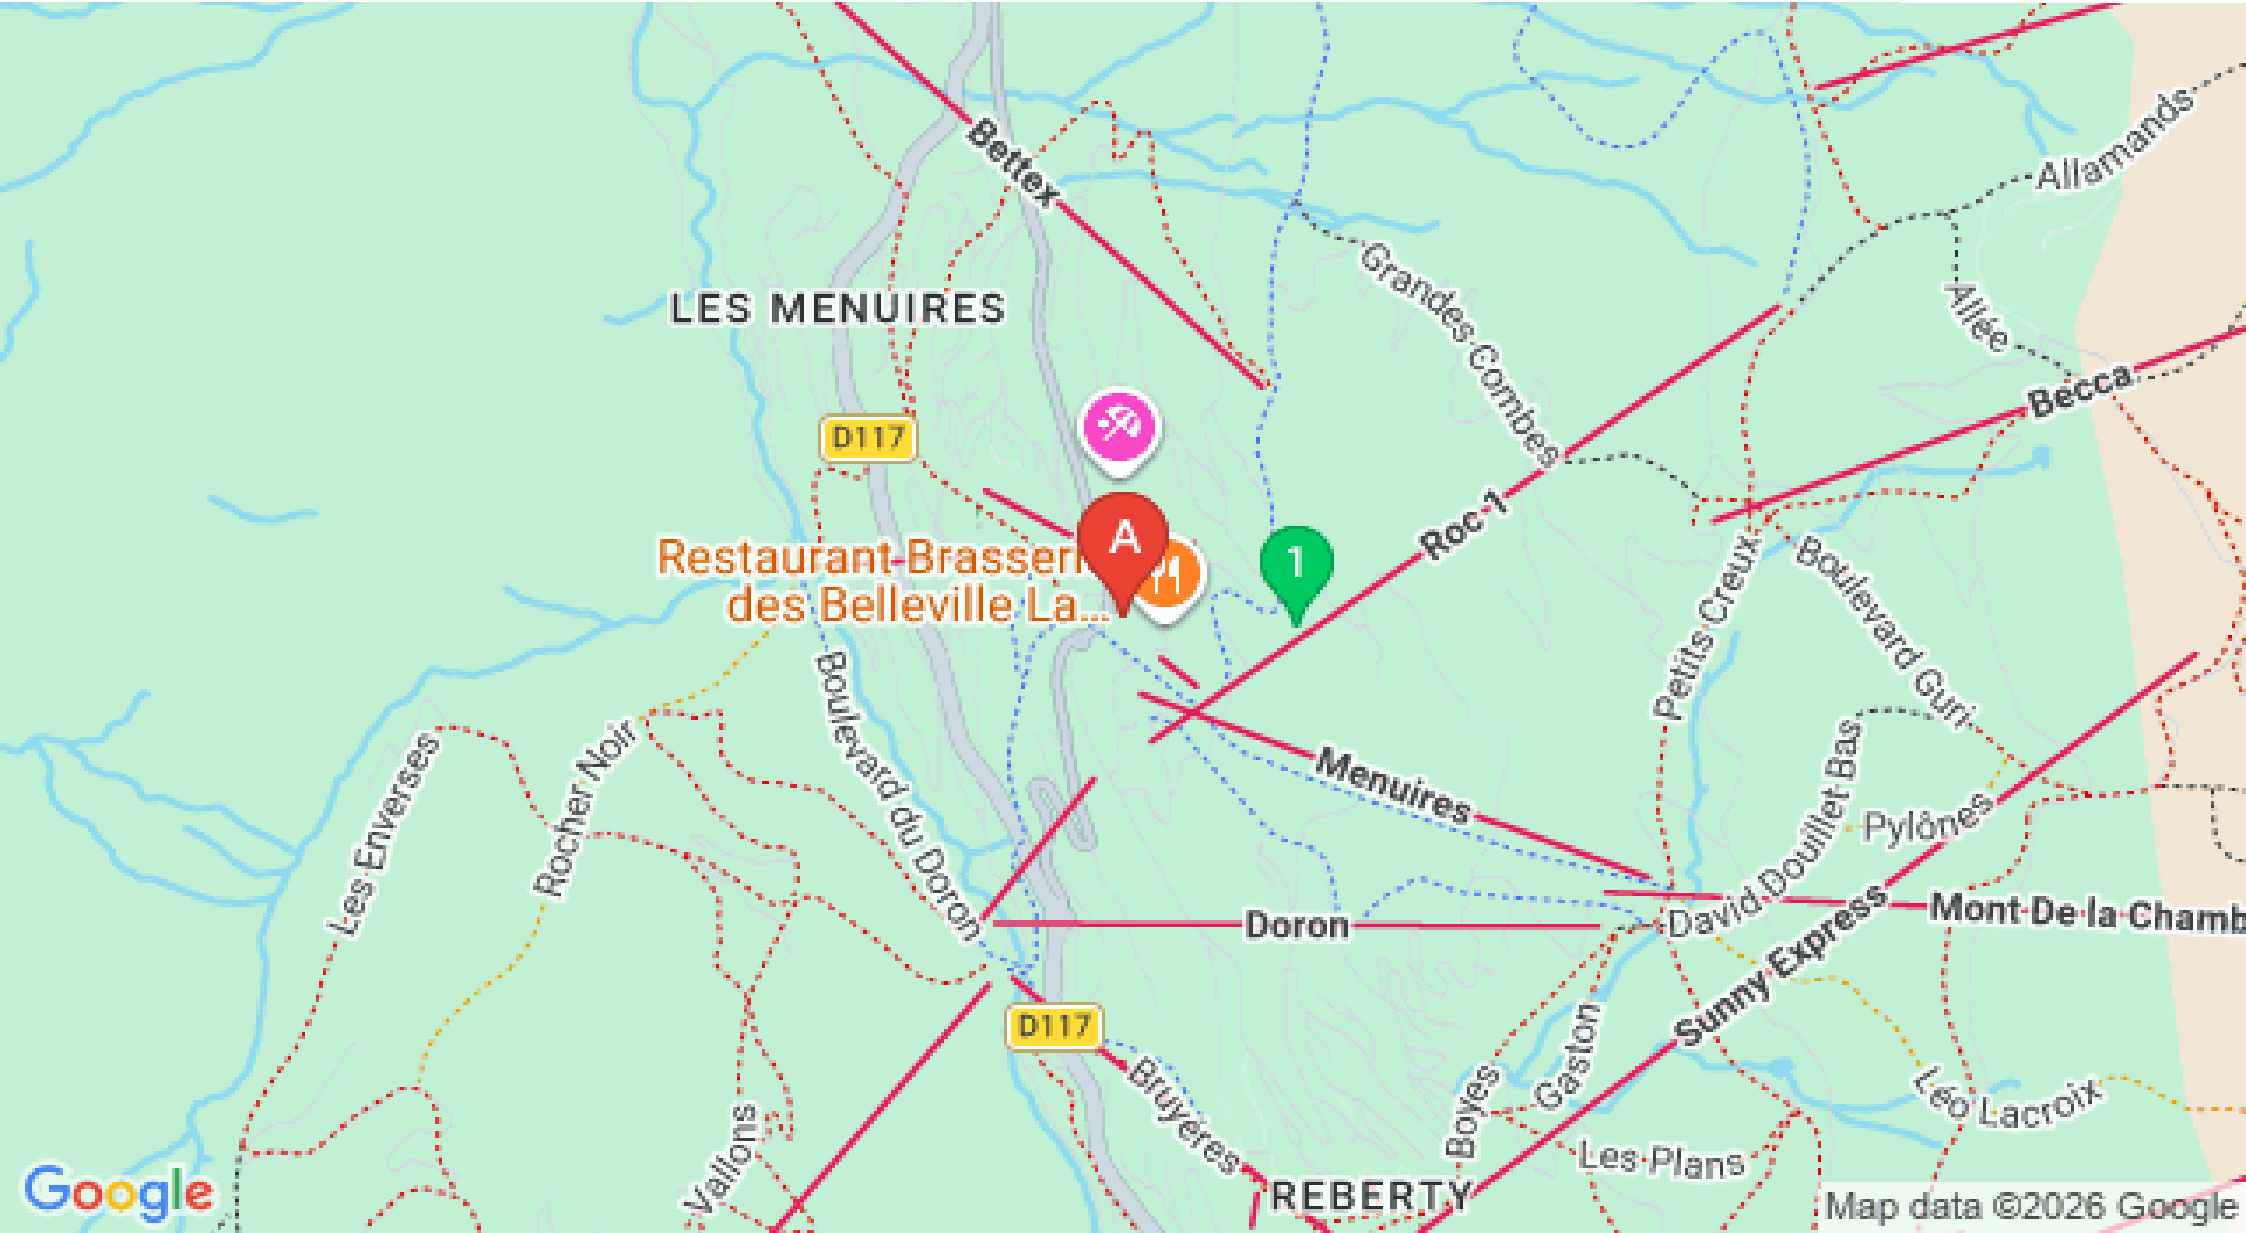 Bettex
Allamands
Grandes Combes
Allée
LES MENUIRES
Becca
D117
Roc 1
A
1
Restaurant Brasseri
des Belleville La...
Petits Creux
Boulevard Guri
Boulevard du Doron
Les Enverses
Rocher Noir
Menuires
David Douillet Bas
Pylônes
Doron
Mont De la Chamb
Sunny Express
D117
Gaston
Bruyères
Boyes
Léo Lacroix
Les Plans
Vallons
REBERTY
Google
Map data ©2026 Google